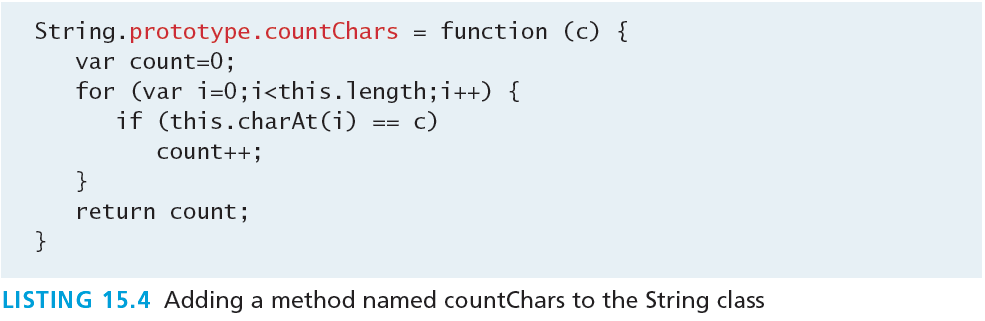 String.prototype.countChars = function (c) {
   var count=0;
   for (var i=0;i<this.length;i++) {
      if (this.charAt(i) == c)
         count++;
   }
   return count;
}
LISTING 15.4 Adding a method named countChars to the String class